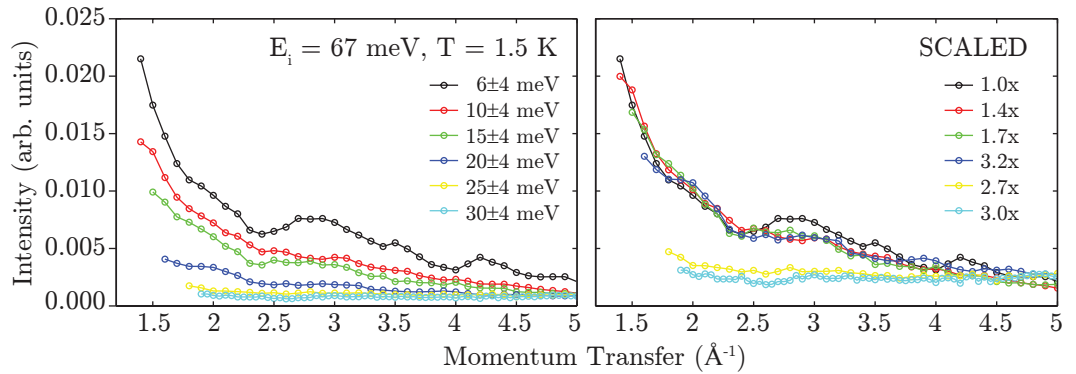 E_i = 67 meV, T = 1.5 K
6±4 meV
10±4 meV
15±4 meV
20±4 meV
25±4 meV
30±4 meV
SCALED
1.0x
1.4x
1.7x
3.2x
2.7x
3.0x
Intensity (arb. units)
0.025
0.020
0.015
0.010
0.005
0.000
1.5 2 2.5 3 3.5 4 4.5 5
1.5 2 2.5 3 3.5 4 4.5 5
Momentum Transfer (Å⁻¹)